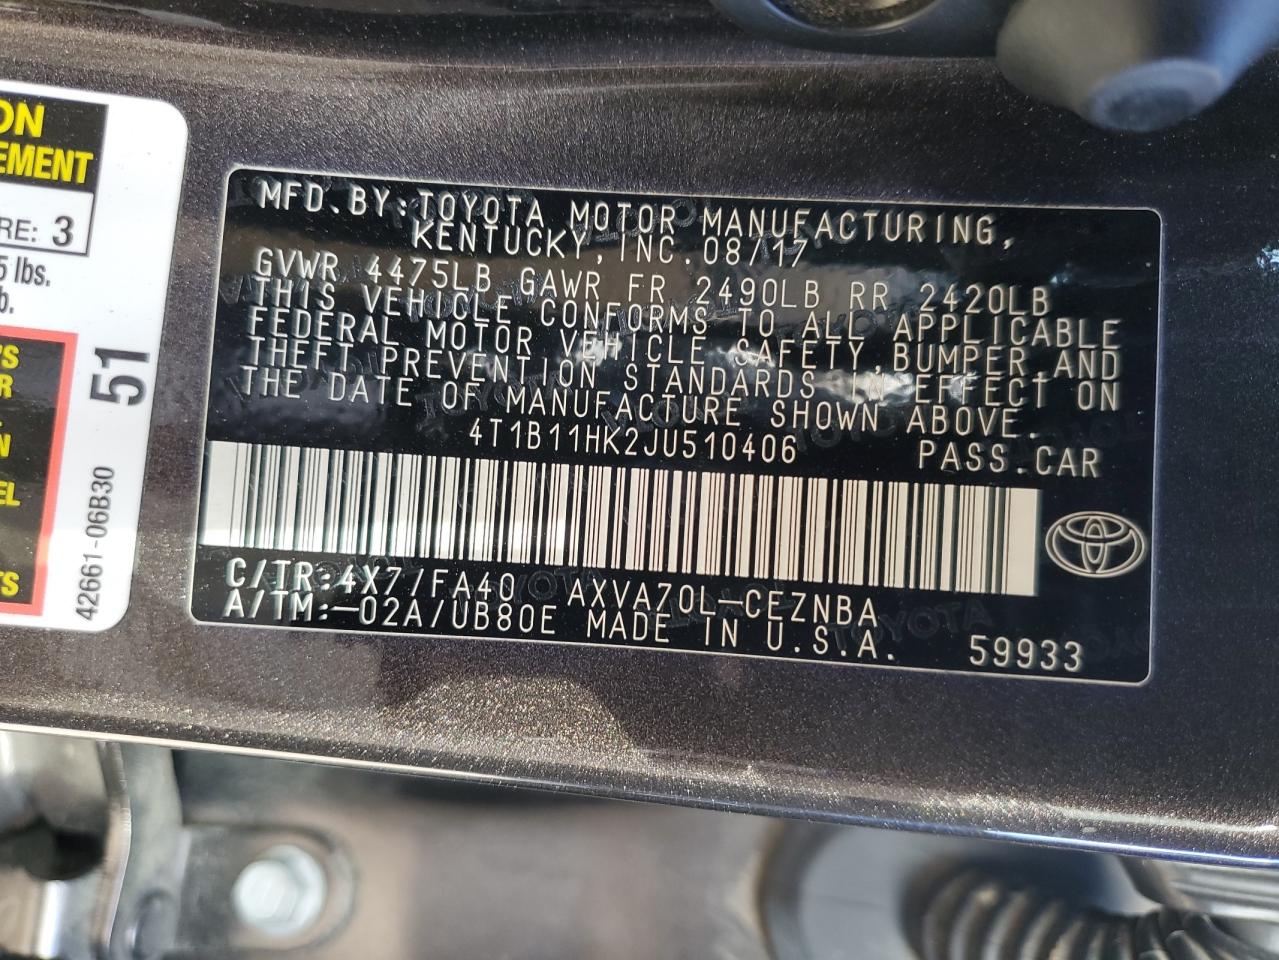 ON
EMENT
RE: 3
5 lbs.
b.
'S
R
N
EL
TS
51
42661-06B30
MFD.BY:TOYOTA MOTOR MANUFACTURING,
KENTUCKY,INC.08/17
GVWR 4475LB GAWR FR 2490LB RR 2420LB
THIS VEHICLE CONFORMS TO ALL APPLICABLE
FEDERAL MOTOR VEHICLE SAFETY,BUMPER,AND
THEFT PREVENTION STANDARDS IN EFFECT ON
THE DATE OF MANUFACTURE SHOWN ABOVE.
4T1B11HK2JU510406 PASS.CAR
C/TR:4X77/FA40 AXVA70L-CEZNBA
A/TM:-02A/UB80E MADE IN U.S.A. 59933